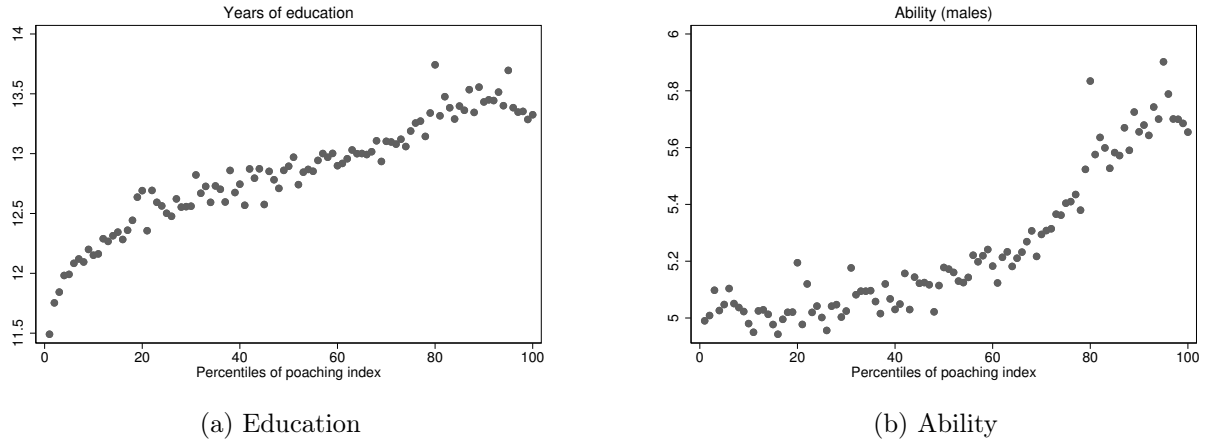 Years of education
14
13.5
13
12.5
12
11.5
0 20 40 60 80 100
Percentiles of poaching index
(a) Education
Ability (males)
6
5.8
5.6
5.4
5.2
5
0 20 40 60 80 100
Percentiles of poaching index
(b) Ability